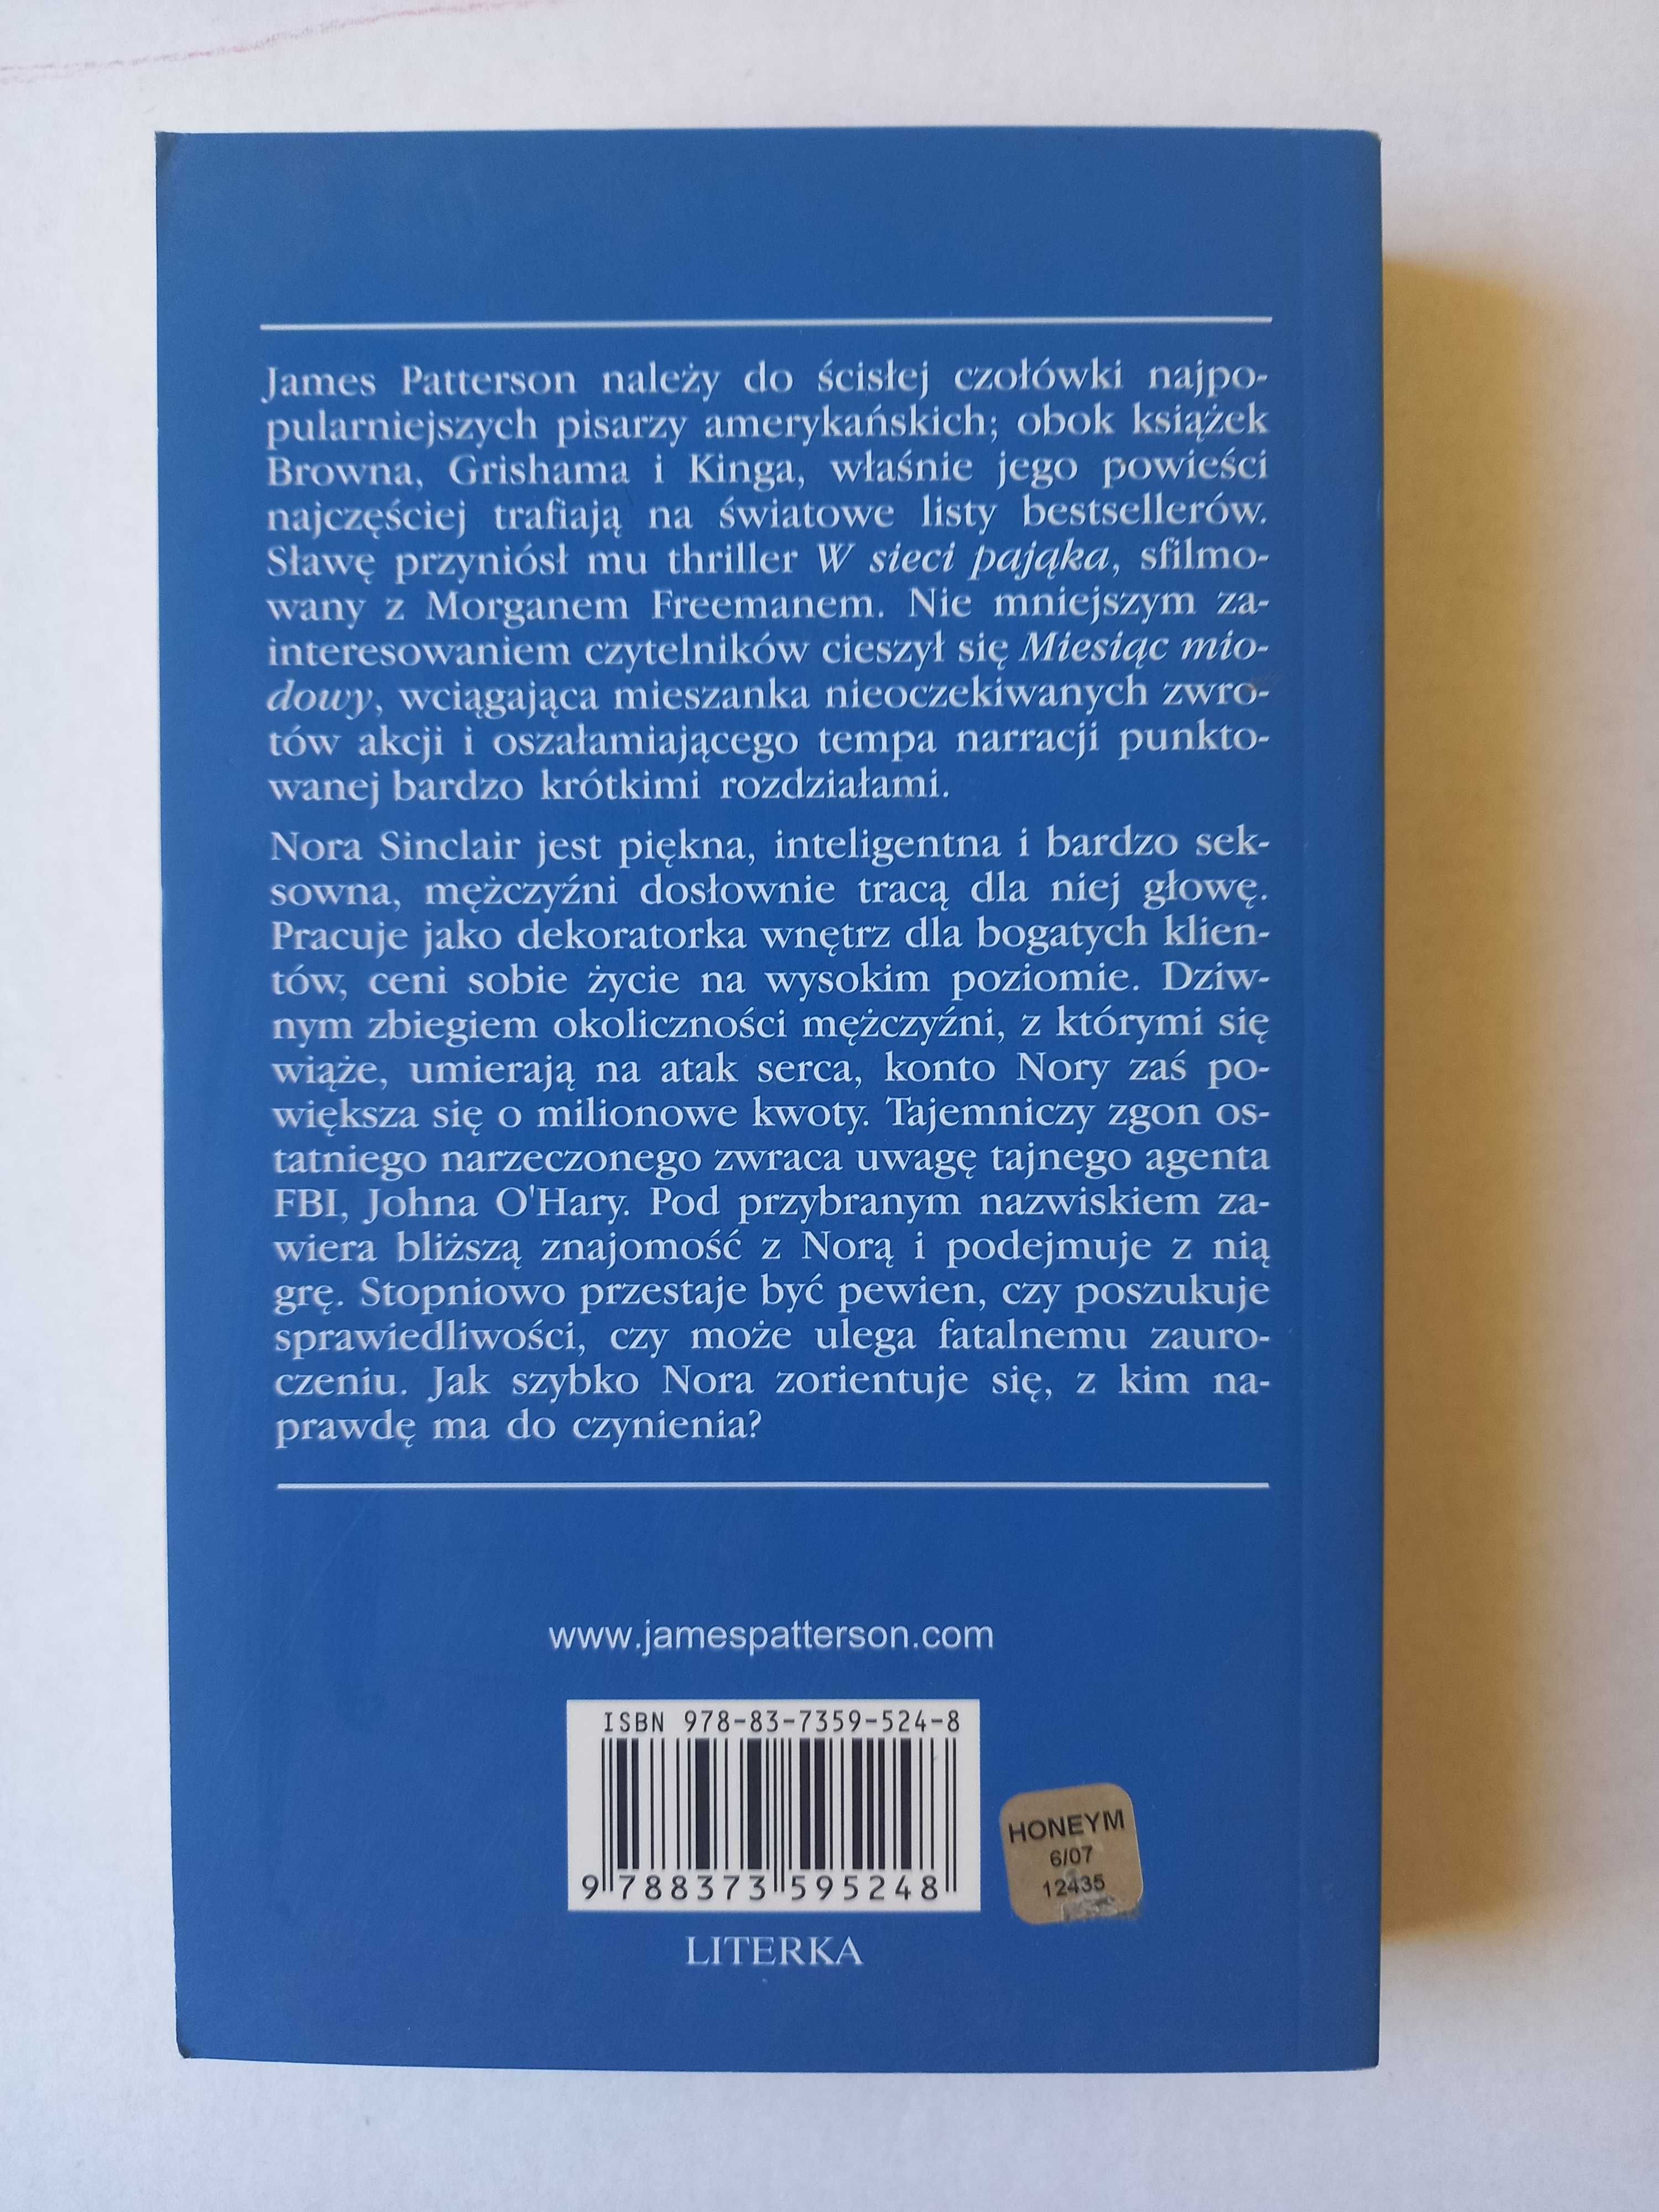 James Patterson należy do ścisłej czołówki najpo-
pularniejszych pisarzy amerykańskich; obok książek
Browna, Grishama i Kinga, właśnie jego powieści
najczęściej trafiają na światowe listy bestsellerów.
Sławę przyniósł mu thriller W sieci pająka, sfilmo-
wany z Morganem Freemanem. Nie mniejszym za-
interesowaniem czytelników cieszył się Miesiąc mio-
dowy, wciągająca mieszanka nieoczekiwanych zwro-
tów akcji i oszałamiającego tempa narracji punkto-
wanej bardzo krótkimi rozdziałami.
Nora Sinclair jest piękna, inteligentna i bardzo sek-
sowna, mężczyźni dosłownie tracą dla niej głowę.
Pracuje jako dekoratorka wnętrz dla bogatych klien-
tów, ceni sobie życie na wysokim poziomie. Dziw-
nym zbiegiem okoliczności mężczyźni, z którymi się
wiąże, umierają na atak serca, konto Nory zaś po-
większa się o milionowe kwoty. Tajemniczy zgon os-
tatniego narzeczonego zwraca uwagę tajnego agenta
FBI, Johna O'Hary. Pod przybranym nazwiskiem za-
wiera bliższą znajomość z Norą i podejmuje z nią
grę. Stopniowo przestaje być pewien, czy poszukuje
sprawiedliwości, czy może ulega fatalnemu zauro-
czeniu. Jak szybko Nora zorientuje się, z kim na-
prawdę ma do czynienia?
www.jamespatterson.com
ISBN 978-83-7359-524-8
9 788373 595248
HONEYM
6/07
12435
LITERKA